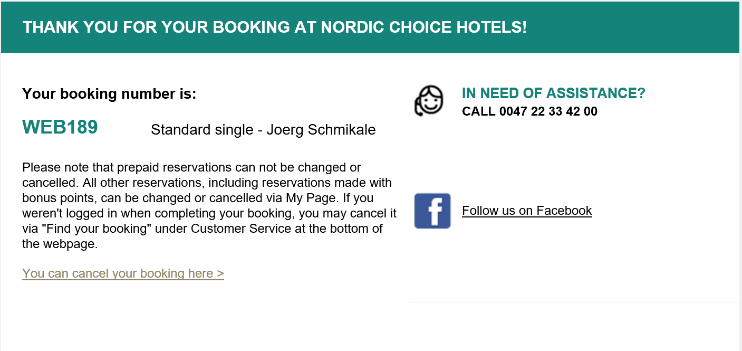 THANK YOU FOR YOUR BOOKING AT NORDIC CHOICE HOTELS!
Your booking number is:
WEB189 Standard single - Joerg Schmikale
Please note that prepaid reservations can not be changed or
cancelled. All other reservations, including reservations made with
bonus points, can be changed or cancelled via My Page. If you
weren't logged in when completing your booking, you may cancel it
via "Find your booking" under Customer Service at the bottom of
the webpage.
You can cancel your booking here >
IN NEED OF ASSISTANCE?
CALL 0047 22 33 42 00
f
Follow us on Facebook